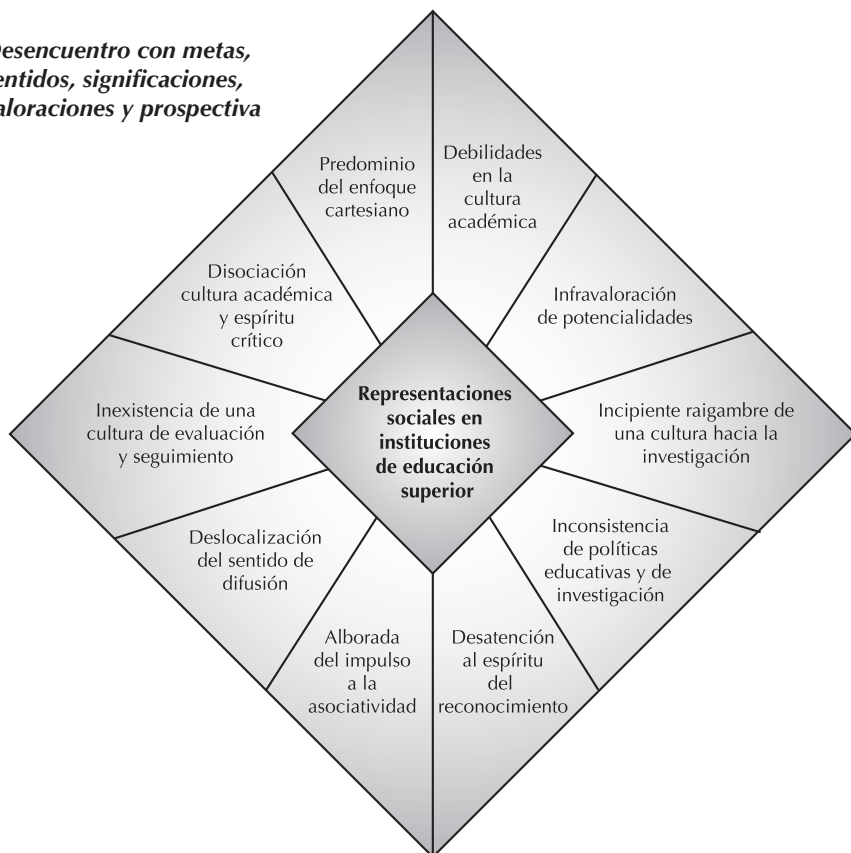 esencuentro con metas,
entidos, significaciones,
aloraciones y prospectiva
Predominio
del enfoque
cartesiano
Debilidades
en la
cultura
académica
Disociación
cultura académica
y espíritu
crítico
Infravaloración
de potencialidades
Inexistencia de una
cultura de evaluación
y seguimiento
Representaciones
sociales en
instituciones
de educación
superior
Incipiente raigambre de
una cultura hacia la
investigación
Deslocalización
del sentido de
difusión
Inconsistencia
de políticas
educativas y de
investigación
Alborada
del impulso
a la
asociatividad
Desatención
al espíritu
del
reconocimiento